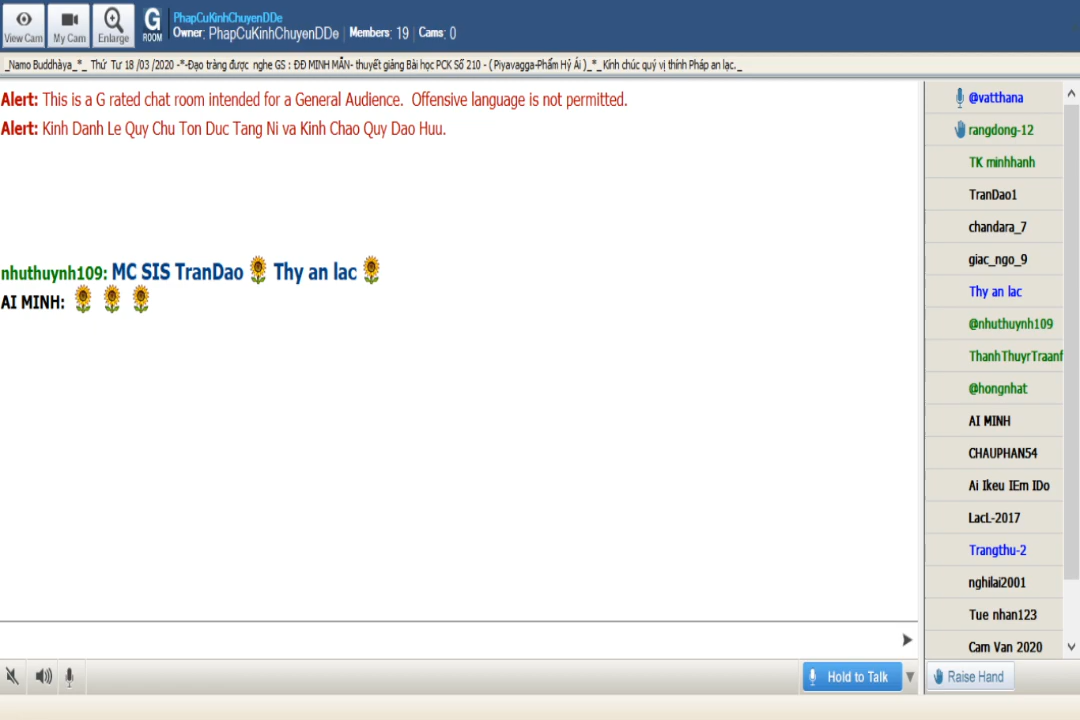 PhapCuKinhChuyenDDe
Owner: PhapCuKinhChuyenDDe | Members: 19 | Cams: 0
View Cam
My Cam
Enlarge
G
ROOM
_Namo Buddhàya_*_ Thứ Tư 18 /03 /2020 -*-Đạo tràng được nghe GS : ĐĐ MINH MẪN- thuyết giảng Bài học PCK Số 210 - ( Piyavagga-Phẩm Hỷ Ái )_*_Kính chúc quý vị thính Pháp an lạc._
Alert: This is a G rated chat room intended for a General Audience. Offensive language is not permitted.
Alert: Kinh Danh Le Quy Chu Ton Duc Tang Ni va Kinh Chao Quy Dao Huu.
nhuthuynh109: MC SIS TranDao 🌻 Thy an lac 🌻
AI MINH: 🌻 🌻 🌻
@vatthana
rangdong-12
TK minhhanh
TranDao1
chandara_7
giac_ngo_9
Thy an lac
@nhuthuynh109
ThanhThuyrTraanf
@hongnhat
AI MINH
CHAUPHAN54
Ai Ikeu IEm IDo
LacL-2017
Trangthu-2
nghilai2001
Tue nhan123
Cam Van 2020
Hold to Talk
Raise Hand